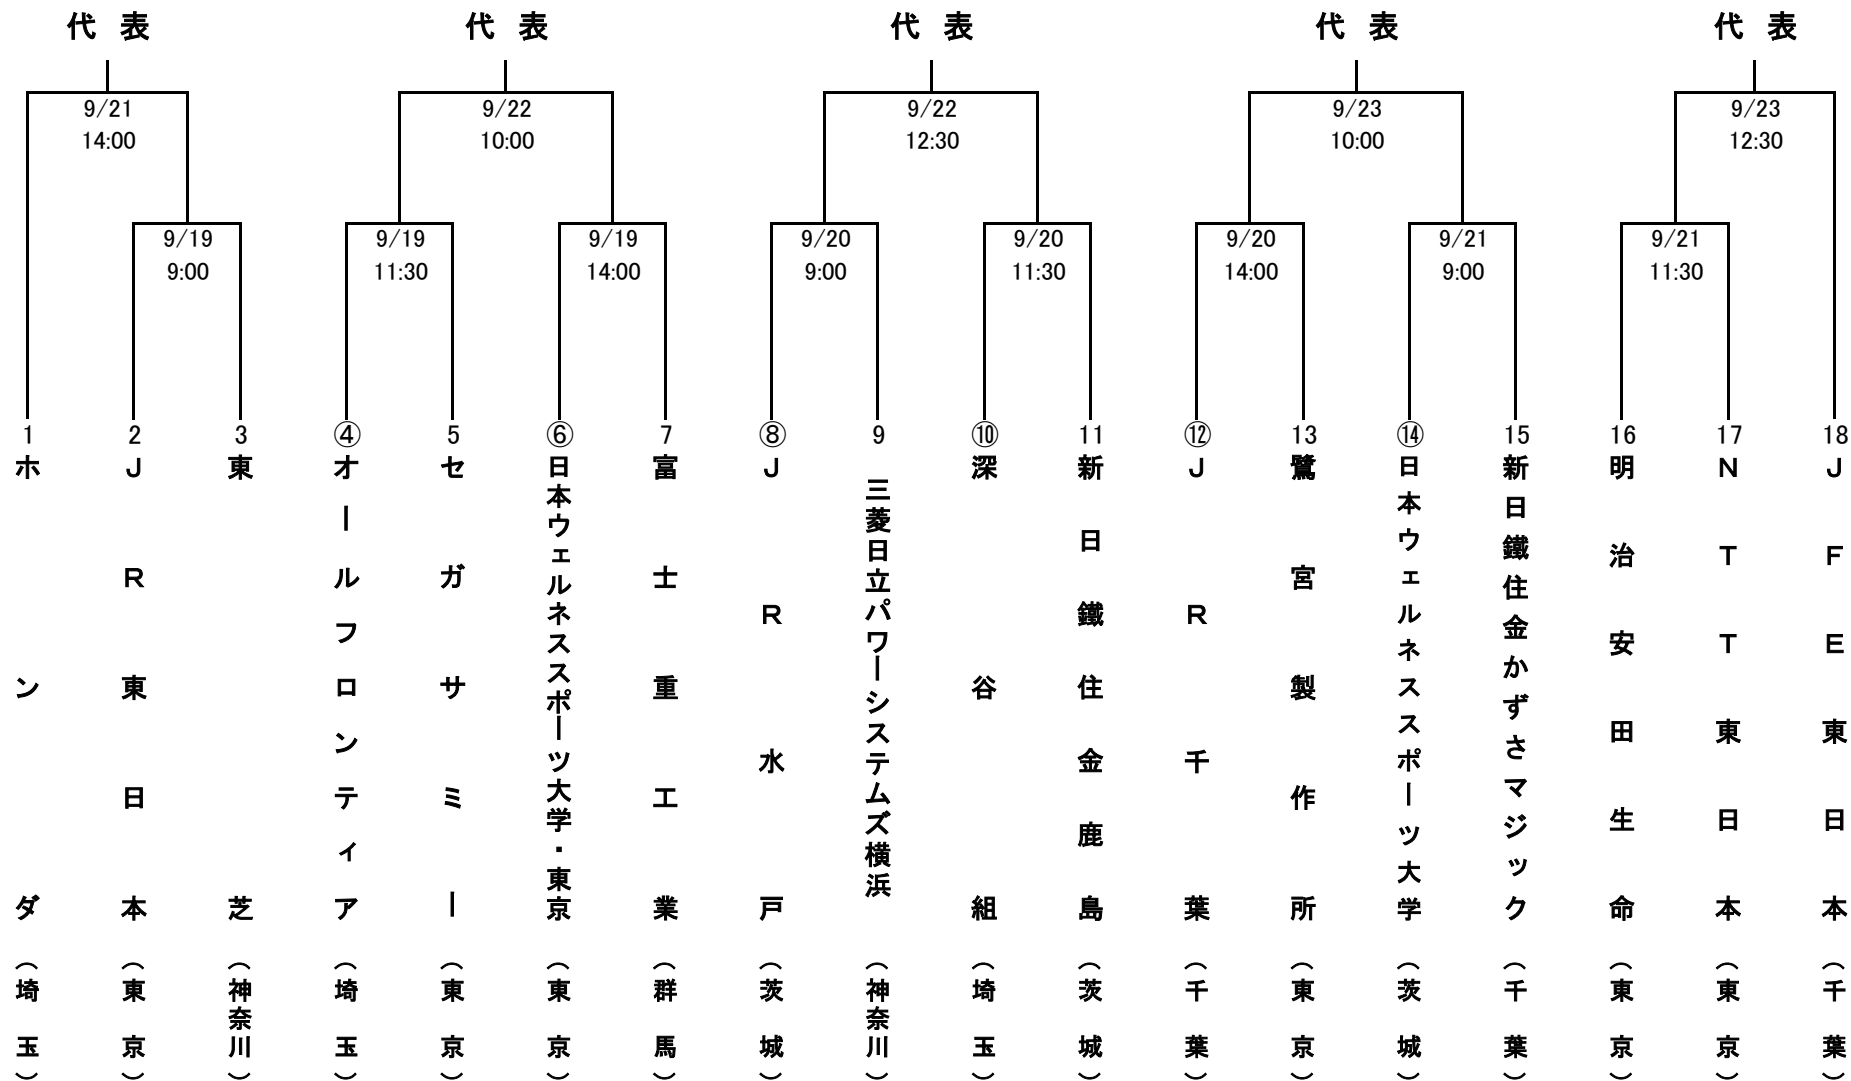 代 表
代 表
代 表
代 表
代 表
9/21
14:00
9/22
10:00
9/22
12:30
9/23
10:00
9/23
12:30
9/19
9:00
9/19
11:30
9/19
14:00
9/20
9:00
9/20
11:30
9/20
14:00
9/21
9:00
9/21
11:30
1
ホンダ
（埼玉）
2
ＪＲ東日本
（東京）
3
東芝
（神奈川）
④
オールフロンティア
（埼玉）
5
セガサミー
（東京）
⑥
日本ウェルネススポーツ大学・東京
（東京）
7
富士重工業
（群馬）
⑧
ＪＲ水戸
（茨城）
9
三菱日立パワーシステムズ横浜
（神奈川）
⑩
深谷組
（埼玉）
11
新日鐵住金鹿島
（茨城）
⑫
ＪＲ千葉
（千葉）
13
鷺宮製作所
（東京）
⑭
日本ウェルネススポーツ大学
（茨城）
15
新日鐵住金かずさマジック
（千葉）
16
明治安田生命
（東京）
17
ＮＴＴ東日本
（東京）
18
ＪＦＥ東日本
（千葉）